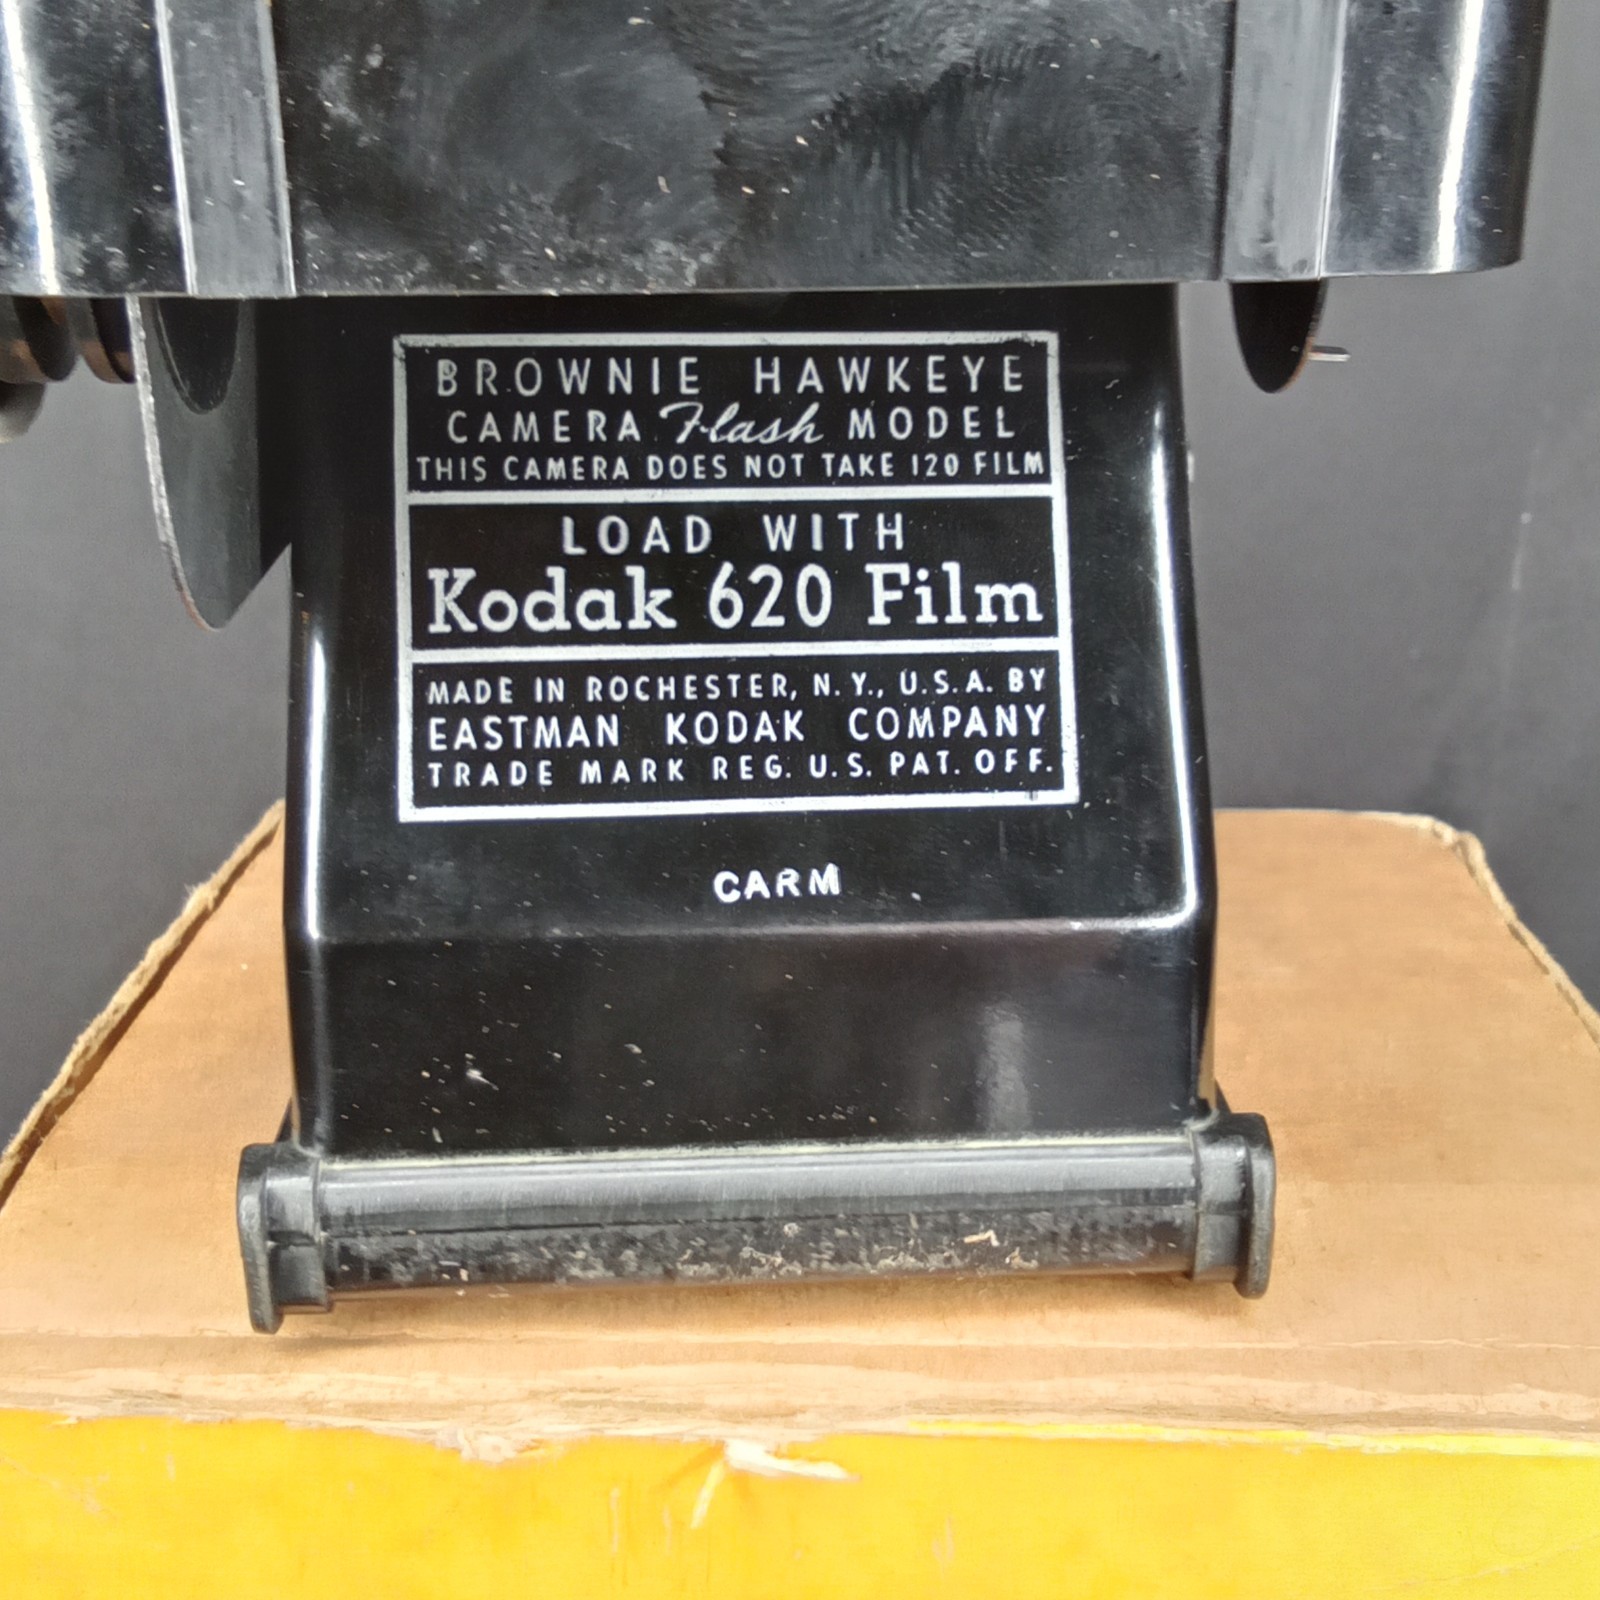 BROWNIE HAWKEYE
CAMERA Flash MODEL
THIS CAMERA DOES NOT TAKE 120 FILM
LOAD WITH
Kodak 620 Film
MADE IN ROCHESTER, N.Y., U.S.A. BY
EASTMAN KODAK COMPANY
TRADE MARK REG. U.S. PAT. OFF.
CARM